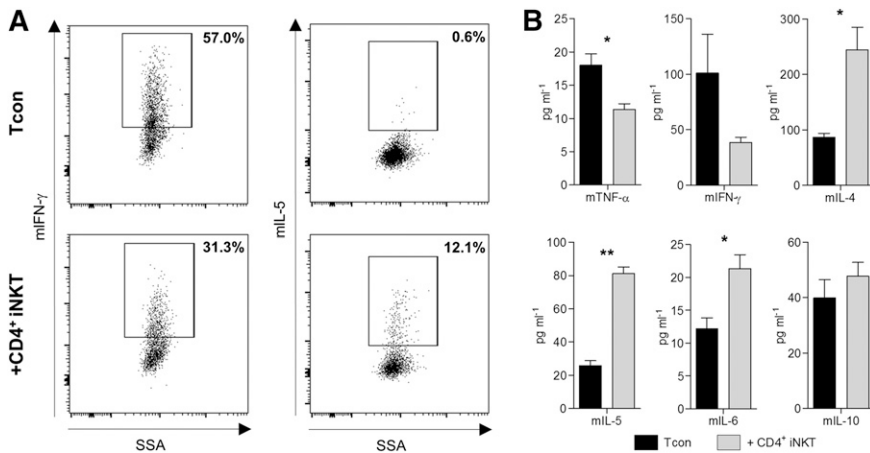 A
57.0%
0.6%
Tcon
mIFN-γ
mIL-5
31.3%
12.1%
+CD4⁺ iNKT
SSA
SSA
B
*
25
20
15
10
5
0
pg ml⁻¹
mTNF-α
150
100
50
0
pg ml⁻¹
mIFN-γ
*
300
200
100
0
pg ml⁻¹
mIL-4
**
100
80
60
40
20
0
pg ml⁻¹
mIL-5
*
25
20
15
10
5
0
pg ml⁻¹
mIL-6
60
40
20
0
pg ml⁻¹
mIL-10
Tcon
+ CD4⁺ iNKT